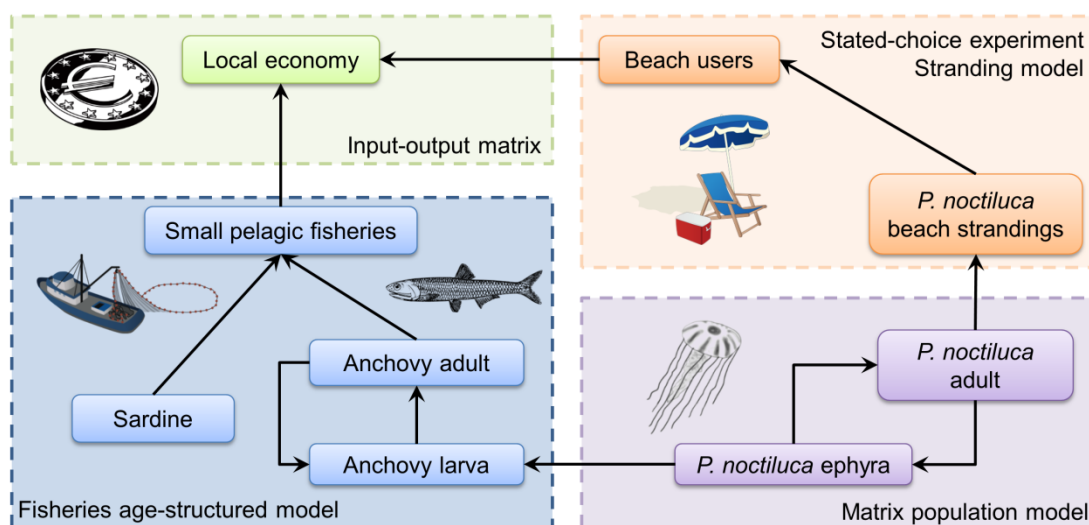 Local economy
Input-output matrix
Beach users
Stated-choice experiment
Stranding model
P. noctiluca
beach strandings
Small pelagic fisheries
Anchovy adult
Sardine
Anchovy larva
Fisheries age-structured model
P. noctiluca
adult
P. noctiluca ephyra
Matrix population model